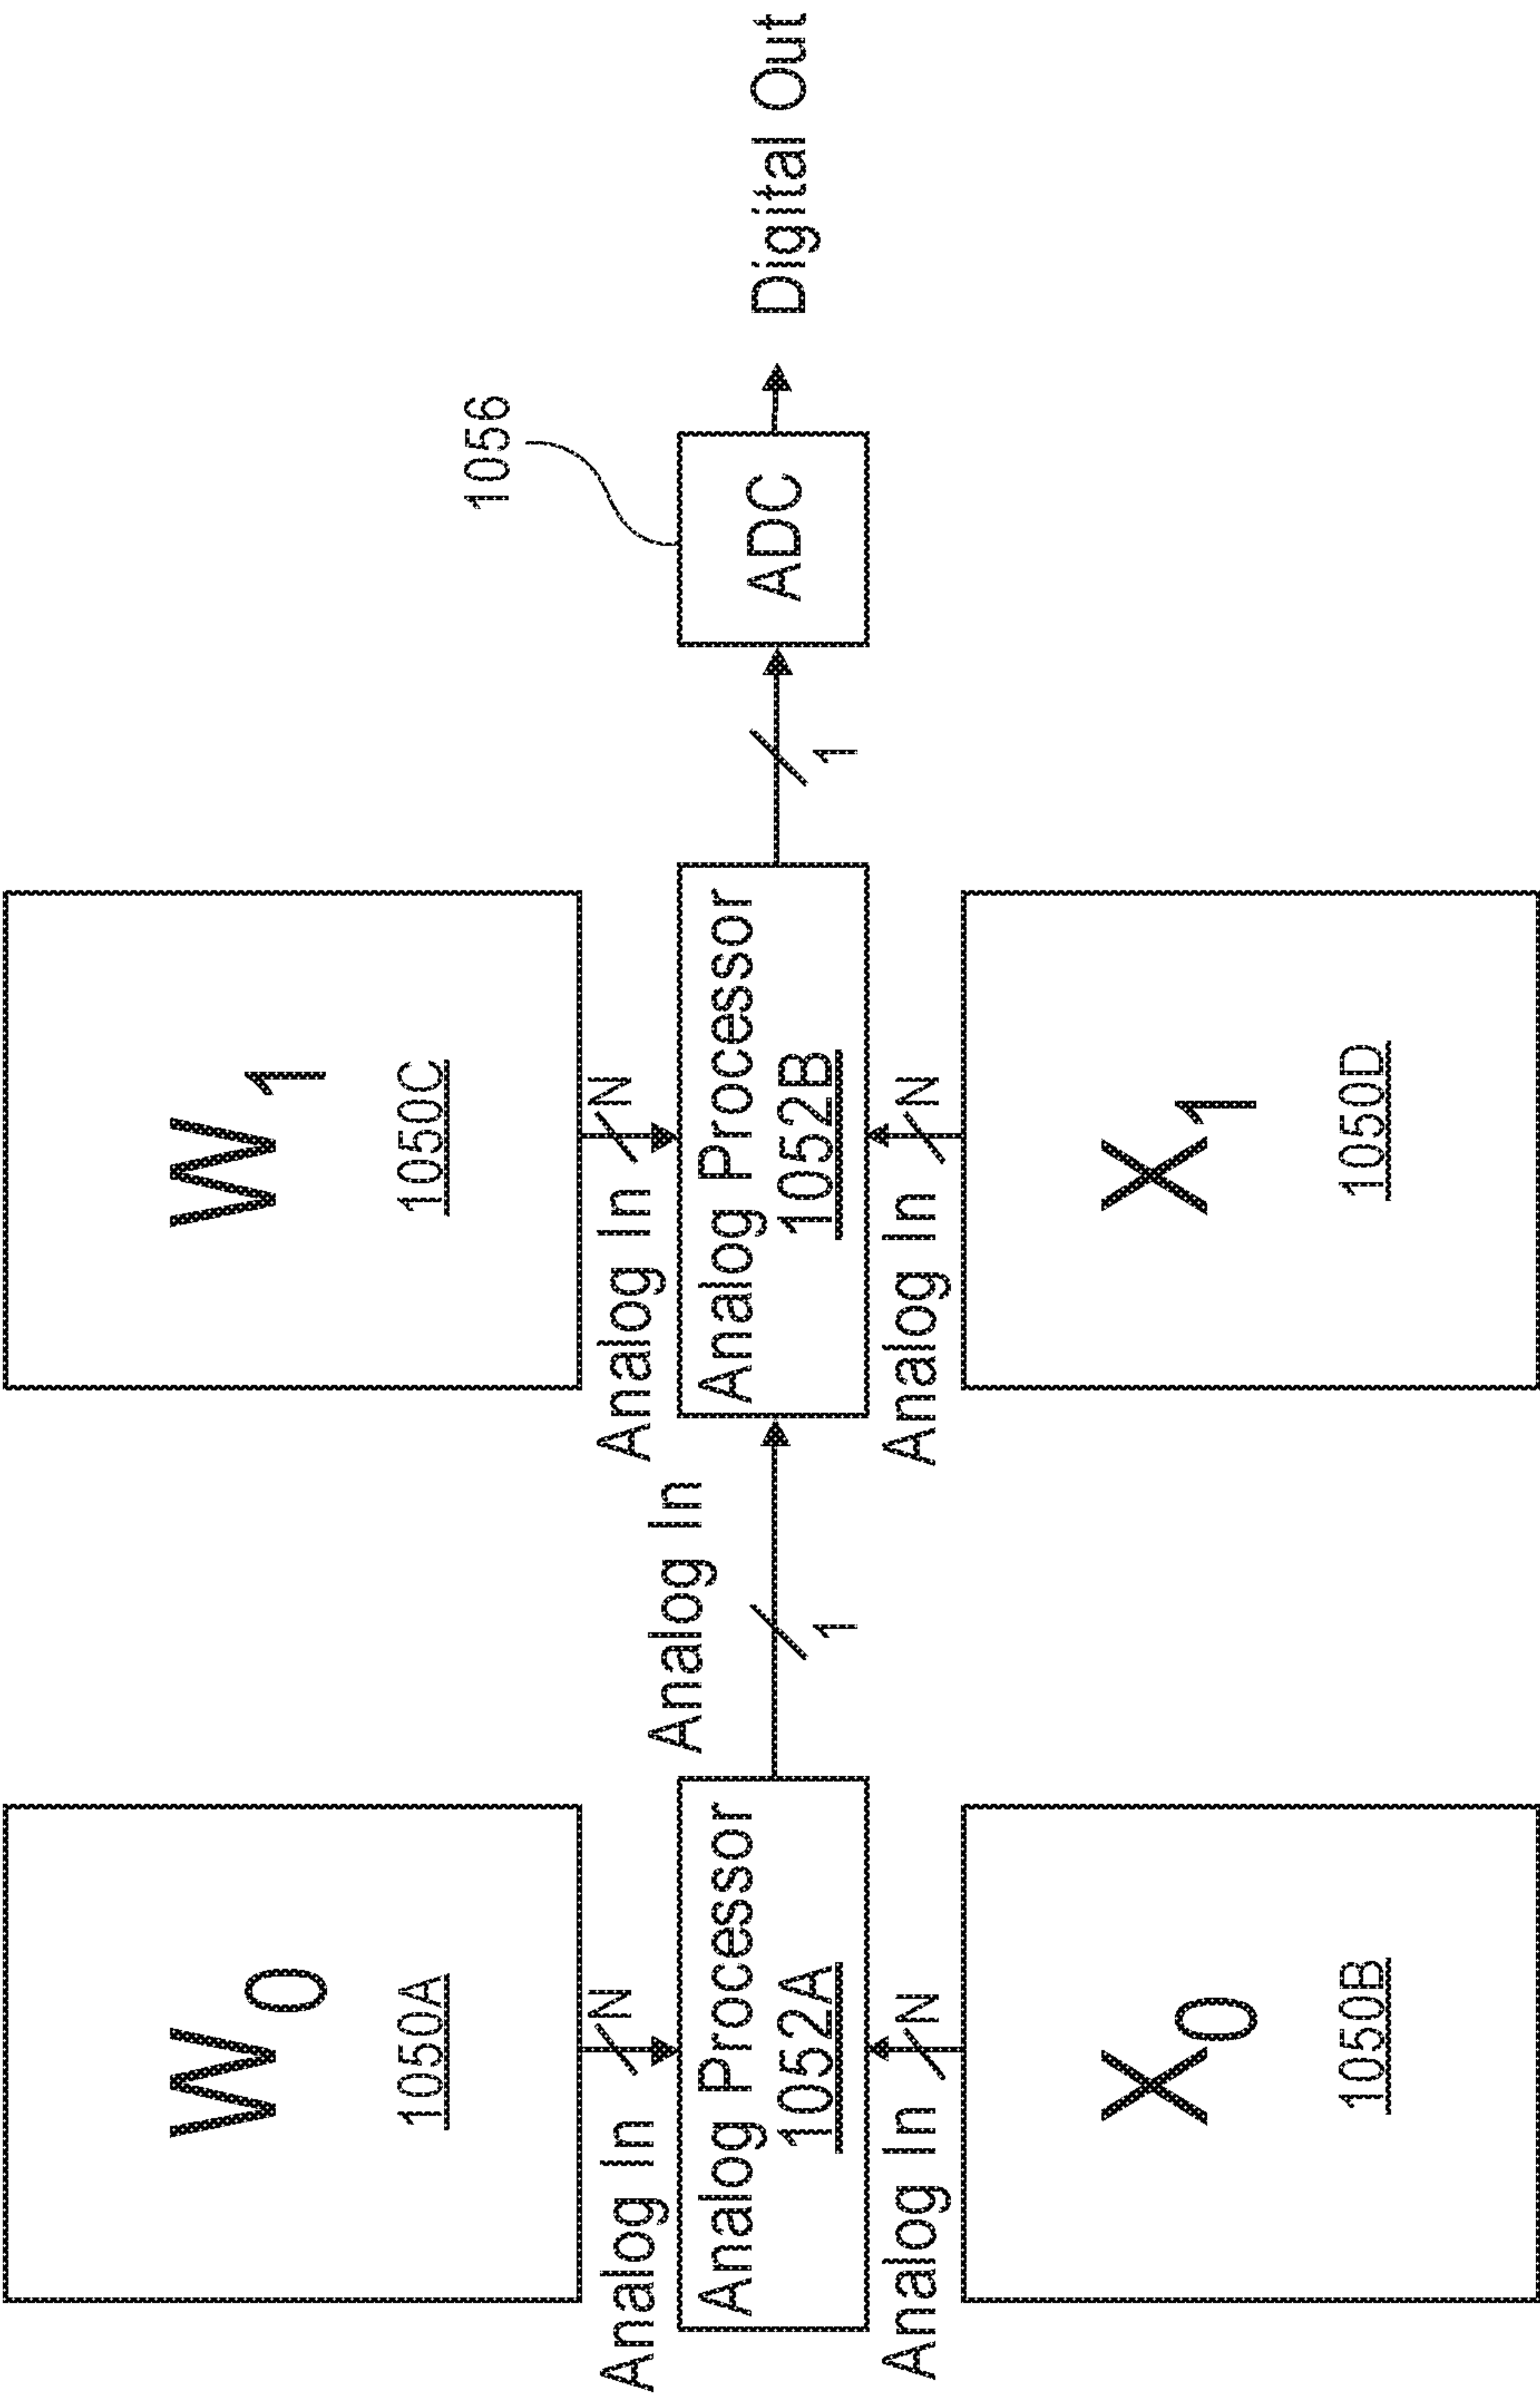 W0
1050A
W1
1050C
1056
Analog In
N
Analog In
N
Analog In
Analog Processor
1052A
1
Analog Processor
1052B
1
ADC
Digital Out
Analog In
N
Analog In
N
X0
1050B
X1
1050D